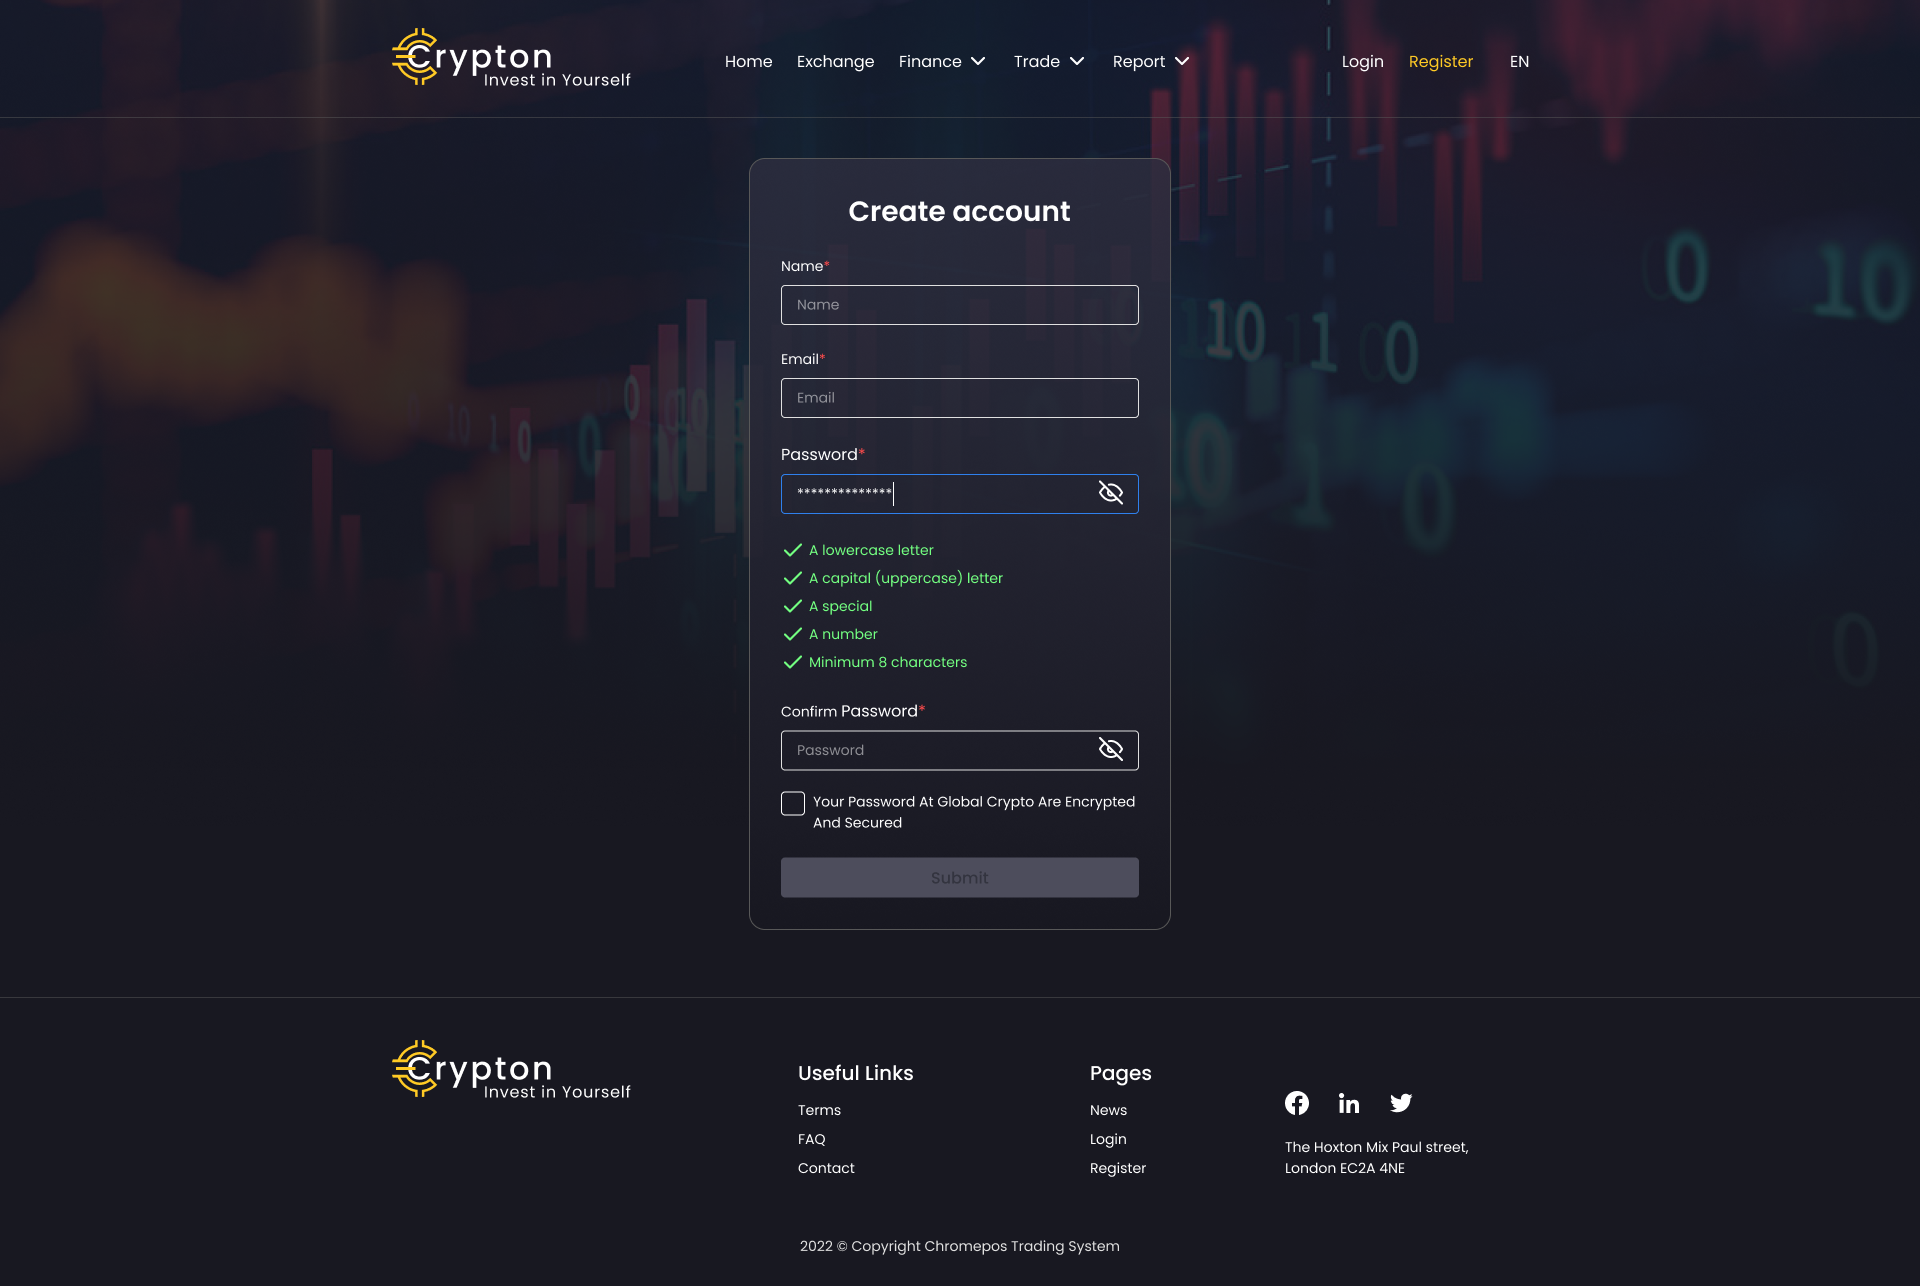 Crypton
Invest in Yourself
Home Exchange Finance Trade Report Login Register EN
Create account
Name*
Name
Email*
Email
Password*
**************
A lowercase letter
A capital (uppercase) letter
A special
A number
Minimum 8 characters
Confirm Password*
Password
Your Password At Global Crypto Are Encrypted
And Secured
Submit
Crypton
Invest in Yourself
Useful Links
Terms
FAQ
Contact
Pages
News
Login
Register
The Hoxton Mix Paul street,
London EC2A 4NE
2022 © Copyright Chromepos Trading System